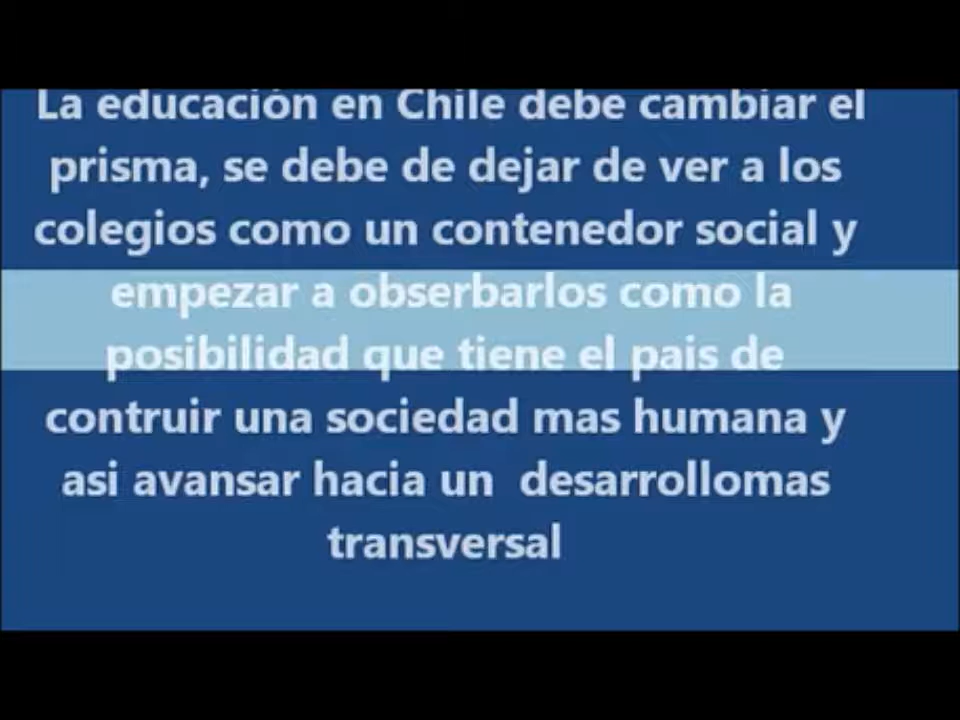 La educación en Chile debe cambiar el
prisma, se debe de dejar de ver a los
colegios como un contenedor social y
empezar a obserbarlos como la
posibilidad que tiene el pais de
contruir una sociedad mas humana y
asi avansar hacia un  desarrollomas
transversal